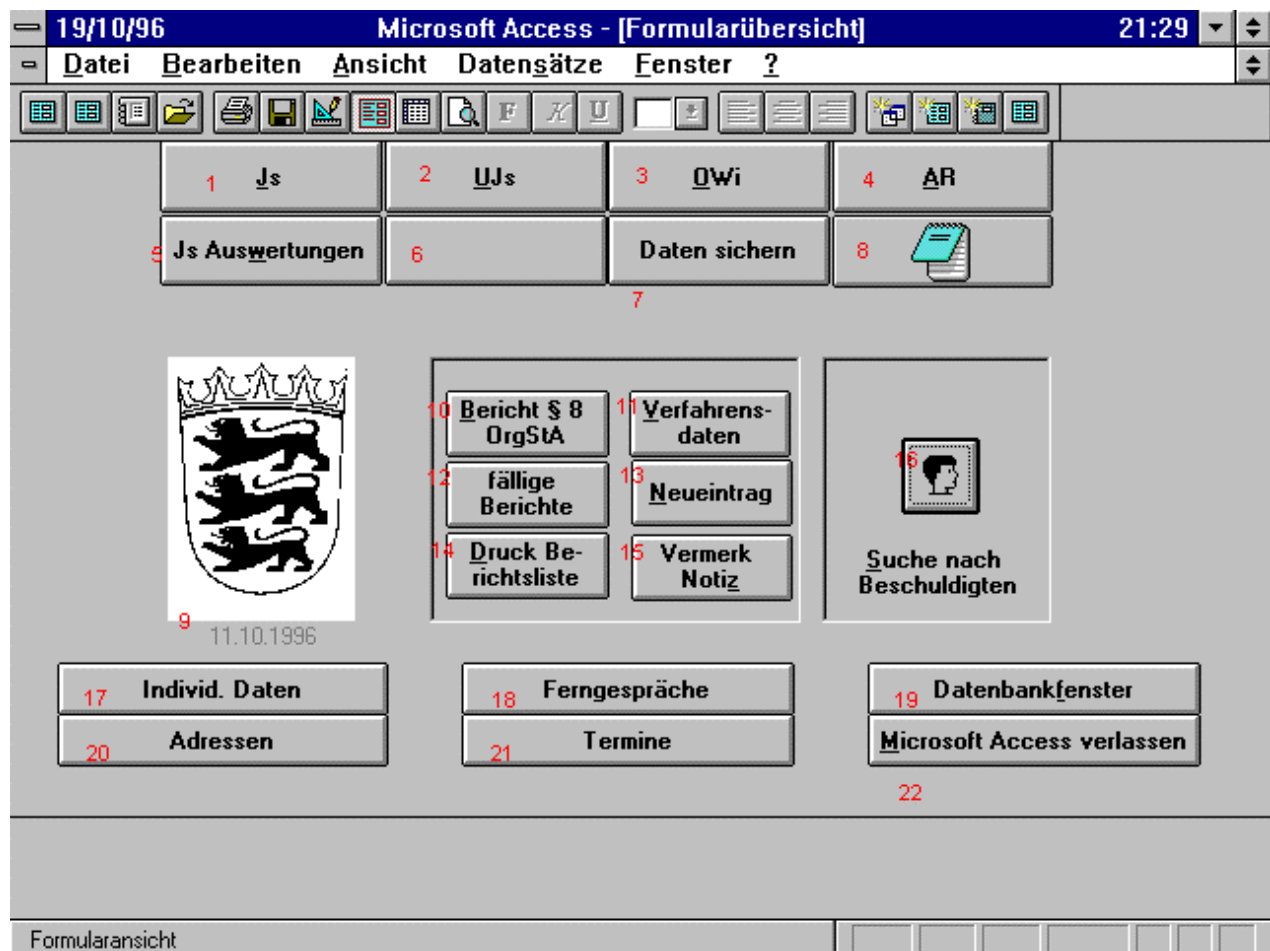 19/10/96 Microsoft Access - [Formularübersicht] 21:29
Datei Bearbeiten Ansicht Datensätze Fenster ?
F K U
1 Js 2 UJs 3 OWi 4 AR
5 Js Auswertungen 6 Daten sichern 8
7
10 Bericht § 8
OrgStA
11 Verfahrens-
daten
12 fällige
Berichte
13 Neueintrag
14 Druck Be-
richtsliste
15 Vermerk
Notiz
16
Suche nach
Beschuldigten
9
11.10.1996
17 Individ. Daten 18 Ferngespräche 19 Datenbankfenster
20 Adressen 21 Termine Microsoft Access verlassen
22
Formularansicht